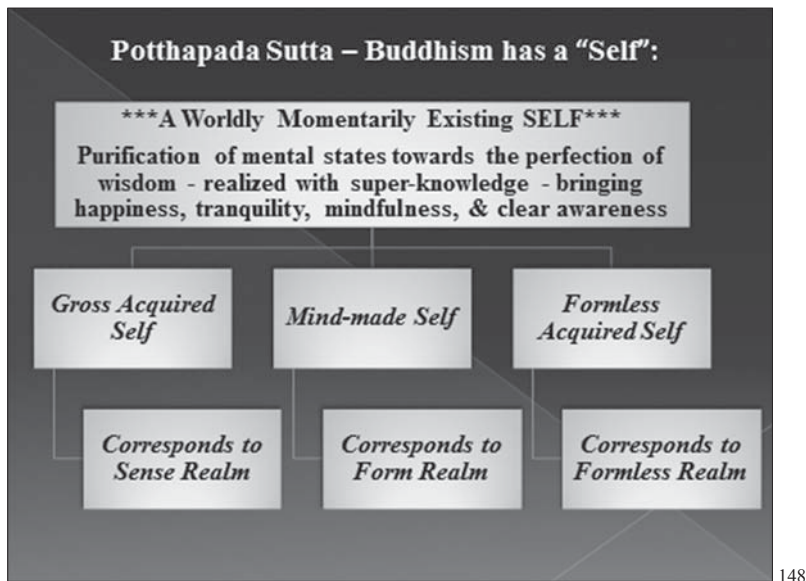 Potthapada Sutta – Buddhism has a “Self”:
***A Worldly Momentarily Existing SELF***
Purification of mental states towards the perfection of
wisdom - realized with super-knowledge - bringing
happiness, tranquility, mindfulness, & clear awareness
Gross Acquired
Self
Mind-made Self
Formless
Acquired Self
Corresponds to
Sense Realm
Corresponds to
Form Realm
Corresponds to
Formless Realm
148